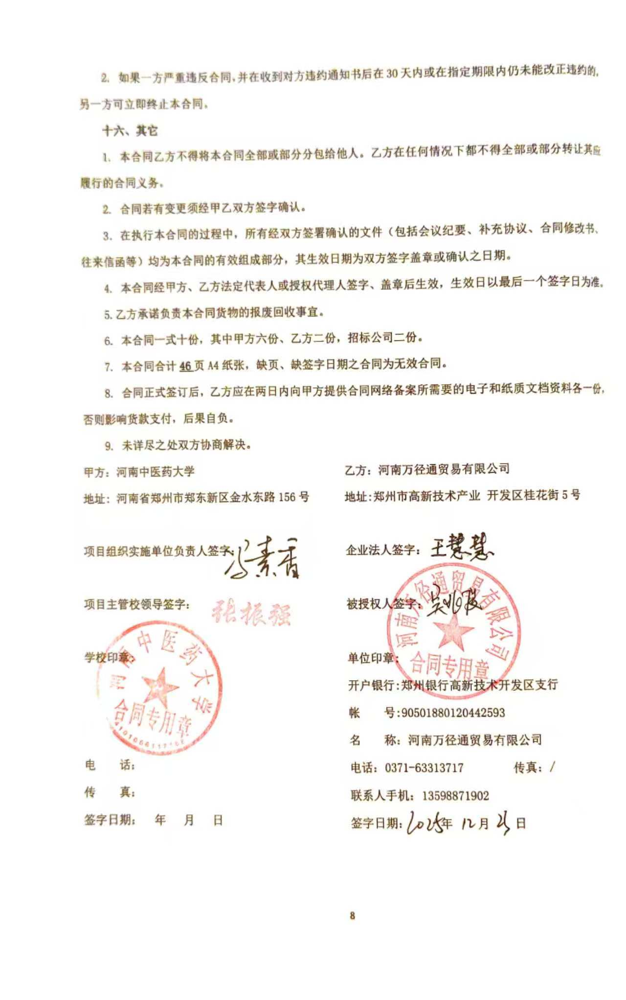 2. 如果一方严重违反合同,并在收到对方违约通知书后在 30 天内或在指定期限内仍未能改正违约的,
另一方可立即终止本合同。
十六、其它
1. 本合同乙方不得将本合同全部或部分分包给他人。乙方在任何情况下都不得全部或部分转让其应
履行的合同义务。
2. 合同若有变更须经甲乙双方签字确认。
3. 在执行本合同的过程中，所有经双方签署确认的文件（包括会议纪要、补充协议、合同修改书、
往来信函等）均为本合同的有效组成部分，其生效日期为双方签字盖章或确认之日期。
4. 本合同经甲方、乙方法定代表人或授权代理人签字、盖章后生效，生效日以最后一个签字日为准。
5.乙方承诺负责本合同货物的报废回收事宜。
6. 本合同一式十份，其中甲方六份、乙方二份，招标公司二份。
7. 本合同合计 46 页 A4 纸张，缺页、缺签字日期之合同为无效合同。
8. 合同正式签订后，乙方应在两日内向甲方提供合同网络备案所需要的电子和纸质文档资料各一份，
否则影响货款支付，后果自负。
9. 未详尽之处双方协商解决。
甲方：河南中医药大学
乙方：河南万径通贸易有限公司
地址：河南省郑州市郑东新区金水东路 156 号
地址:郑州市高新技术产业 开发区桂花街 5 号
项目组织实施单位负责人签字：冯素香
企业法人签字：王慧慧
项目主管校领导签字：张振强
被授权人签字：
河南万径通贸易有限公司
合同专用章
学校印章：
河南中医药大学
合同专用章
单位印章：
开户银行:郑州银行高新技术开发区支行
帐 号:90501880120442593
名 称：河南万径通贸易有限公司
电 话：
电话：0371-63313717 传真：/
传 真：
联系人手机：13598871902
签字日期： 年 月 日
签字日期：2025年 12月 日
8